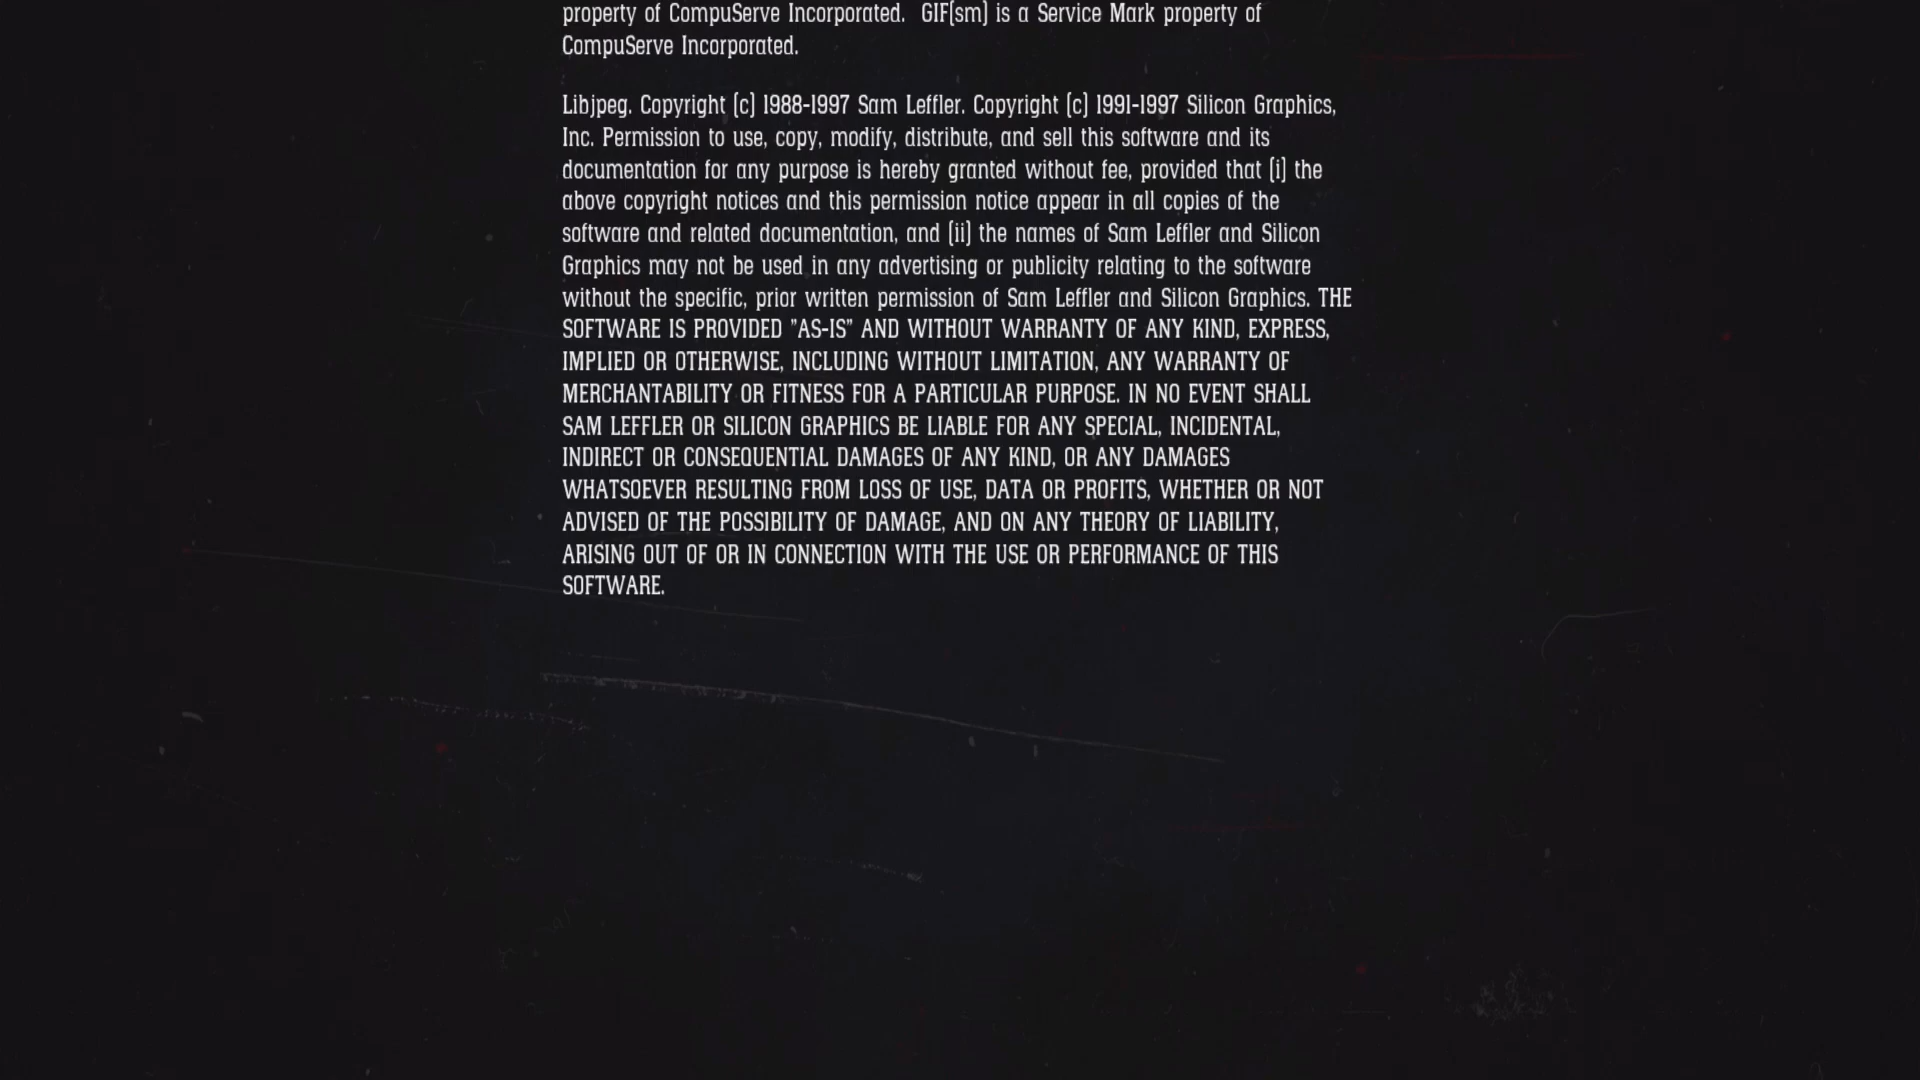 property of CompuServe Incorporated.  GIF(sm) is a Service Mark property of
CompuServe Incorporated.
Libjpeg. Copyright (c) 1988-1997 Sam Leffler. Copyright (c) 1991-1997 Silicon Graphics,
Inc. Permission to use, copy, modify, distribute, and sell this software and its
documentation for any purpose is hereby granted without fee, provided that (i) the
above copyright notices and this permission notice appear in all copies of the
software and related documentation, and (ii) the names of Sam Leffler and Silicon
Graphics may not be used in any advertising or publicity relating to the software
without the specific, prior written permission of Sam Leffler and Silicon Graphics. THE
SOFTWARE IS PROVIDED "AS-IS" AND WITHOUT WARRANTY OF ANY KIND, EXPRESS,
IMPLIED OR OTHERWISE, INCLUDING WITHOUT LIMITATION, ANY WARRANTY OF
MERCHANTABILITY OR FITNESS FOR A PARTICULAR PURPOSE. IN NO EVENT SHALL
SAM LEFFLER OR SILICON GRAPHICS BE LIABLE FOR ANY SPECIAL, INCIDENTAL,
INDIRECT OR CONSEQUENTIAL DAMAGES OF ANY KIND, OR ANY DAMAGES
WHATSOEVER RESULTING FROM LOSS OF USE, DATA OR PROFITS, WHETHER OR NOT
ADVISED OF THE POSSIBILITY OF DAMAGE, AND ON ANY THEORY OF LIABILITY,
ARISING OUT OF OR IN CONNECTION WITH THE USE OR PERFORMANCE OF THIS
SOFTWARE.